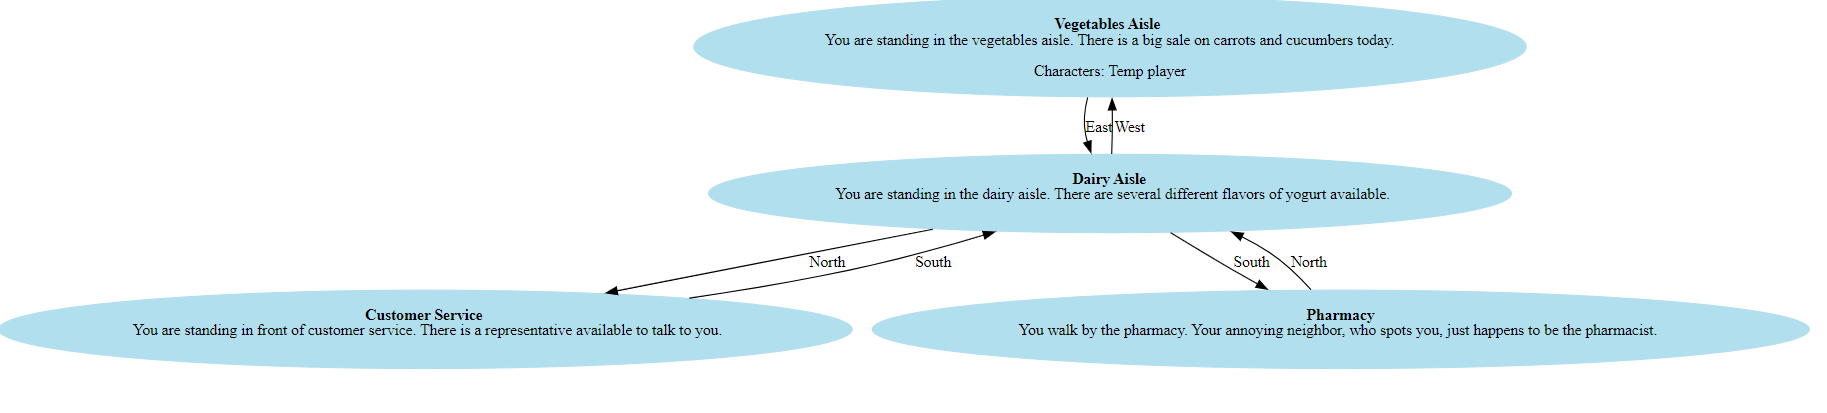 Vegetables Aisle
You are standing in the vegetables aisle. There is a big sale on carrots and cucumbers today.
Characters: Temp player
East West
Dairy Aisle
You are standing in the dairy aisle. There are several different flavors of yogurt available.
North South South North
Customer Service
You are standing in front of customer service. There is a representative available to talk to you.
Pharmacy
You walk by the pharmacy. Your annoying neighbor, who spots you, just happens to be the pharmacist.